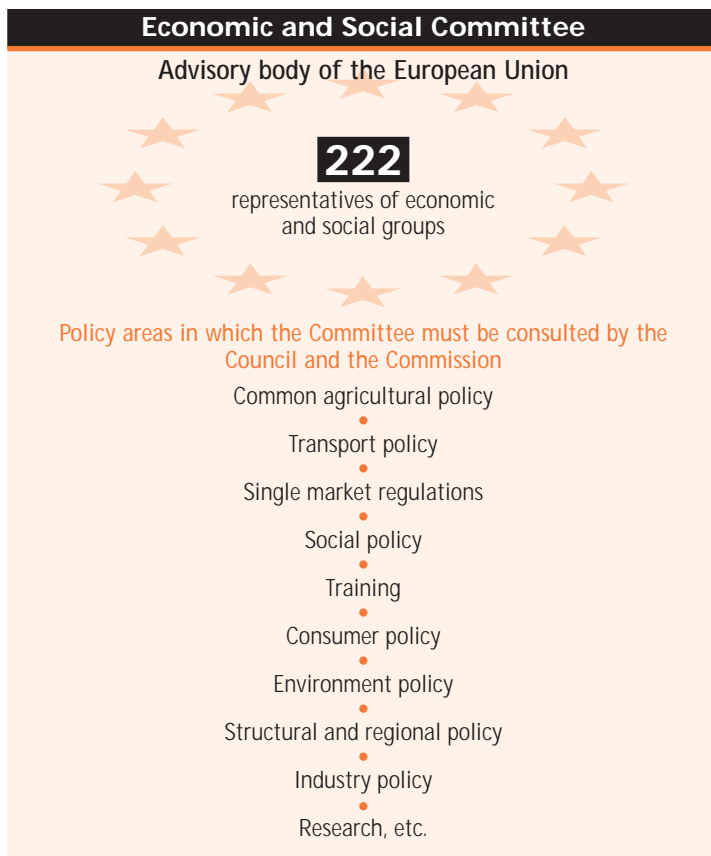 Economic and Social Committee
Advisory body of the European Union
222
representatives of economic
and social groups
Policy areas in which the Committee must be consulted by the
Council and the Commission
Common agricultural policy
•
Transport policy
•
Single market regulations
•
Social policy
•
Training
•
Consumer policy
•
Environment policy
•
Structural and regional policy
•
Industry policy
•
Research, etc.